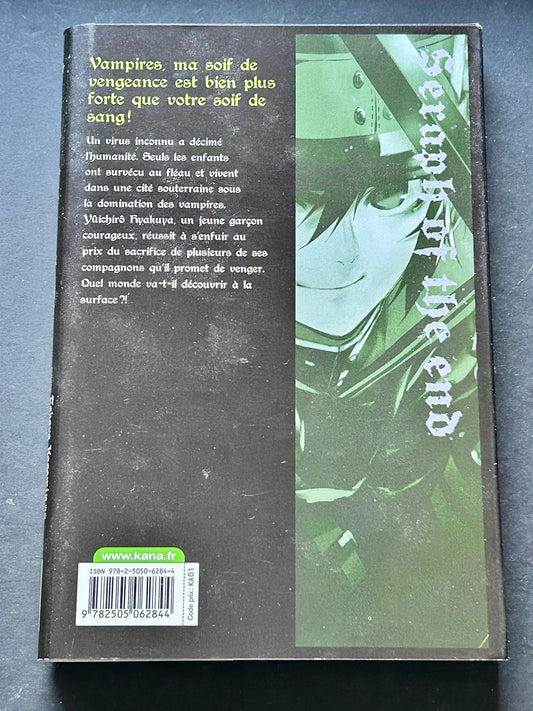 Vampires, ma soif de
vengeance est bien plus
forte que votre soif de
sang !
Un virus inconnu a décimé
l'humanité. Seuls les enfants
ont survécu au fléau et vivent
dans une cité souterraine sous
la domination des vampires.
Yûichirô Hyakuya, un jeune garçon
courageux, réussit à s'enfuir au
prix du sacrifice de plusieurs de ses
compagnons qu'il promet de venger.
Quel monde va-t-il découvrir à la
surface ?!
Seraph of the end
www.kana.fr
ISBN 978-2-5050-6284-4
9 782505 062844
Code prix : KA01